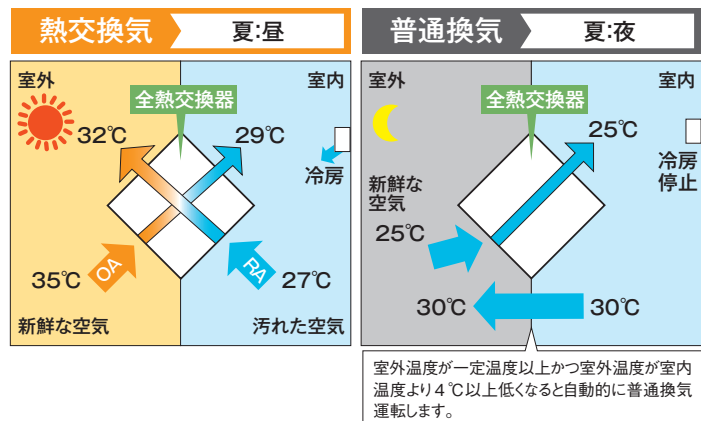 熱交換気
夏:昼
室外
室内
全熱交換器
32℃
29℃
冷房
35℃
OA
RA
27℃
新鮮な空気
汚れた空気
普通換気
夏:夜
室外
室内
全熱交換器
25℃
冷房
停止
新鮮な
空気
25℃
30℃
30℃
室外温度が一定温度以上かつ室外温度が室内
温度より4℃以上低くなると自動的に普通換気
運転します。